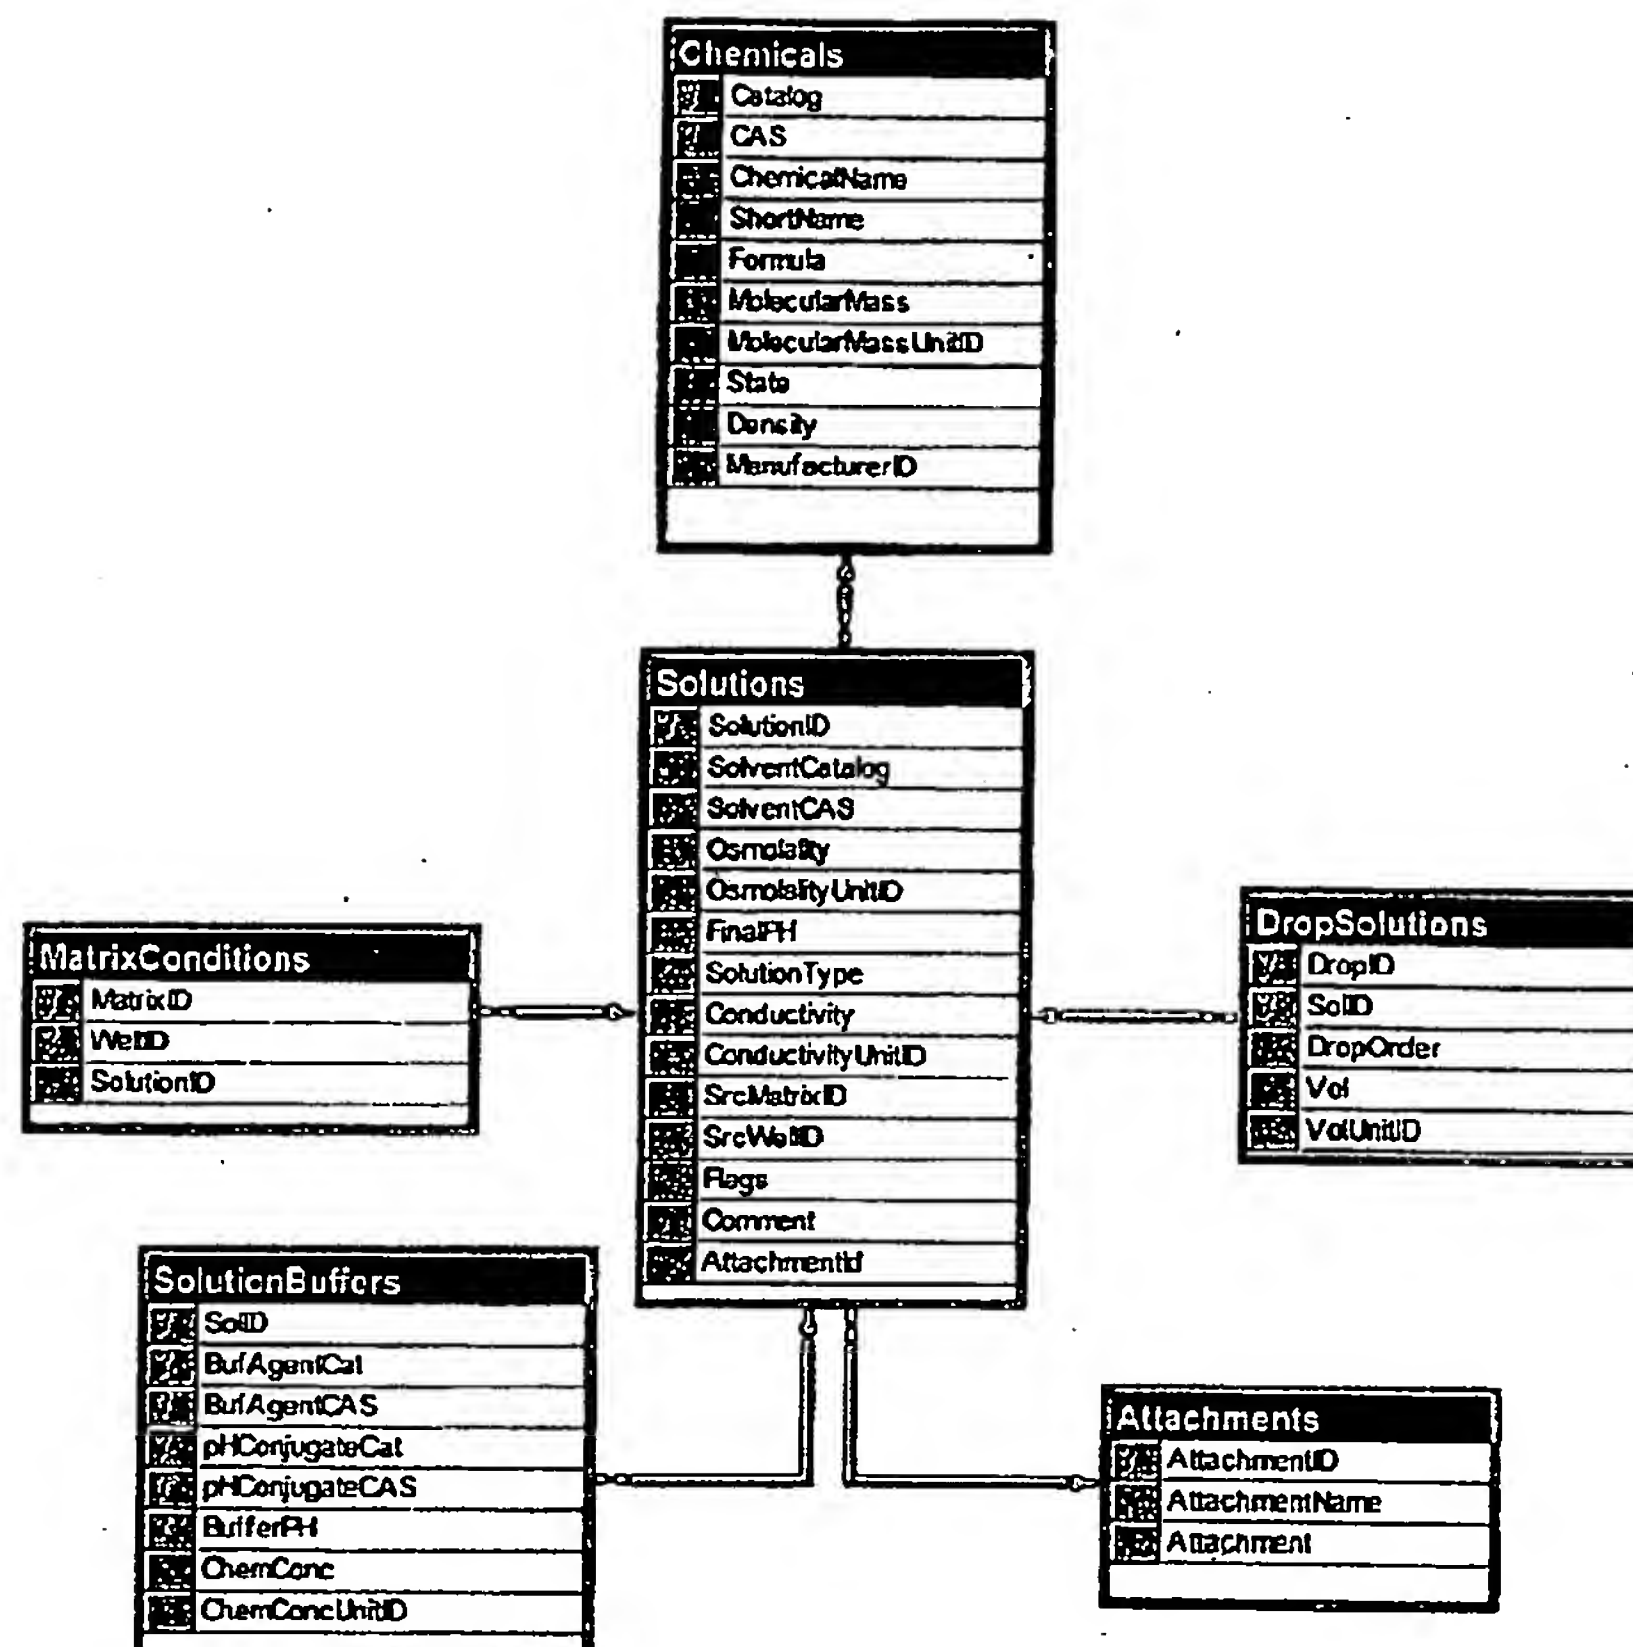 Chemicals
Catalog
CAS
ChemicalName
ShortName
Formula
MolecularMass
MolecularMassUnitID
State
Density
ManufacturerID
Solutions
SolutionID
SolventCatalog
SolventCAS
Osmolality
OsmolalityUnitID
FinalPH
SolutionType
Conductivity
ConductivityUnitID
SrcMatrixID
SrcWellID
Flags
Comment
AttachmentId
MatrixConditions
MatrixID
WellID
SolutionID
DropSolutions
DropID
SolID
DropOrder
Vol
VolUnitID
SolutionBuffers
SolID
BufAgentCat
BufAgentCAS
pHConjugateCat
pHConjugateCAS
BufferPH
ChemConc
ChemConcUnitID
Attachments
AttachmentID
AttachmentName
Attachment